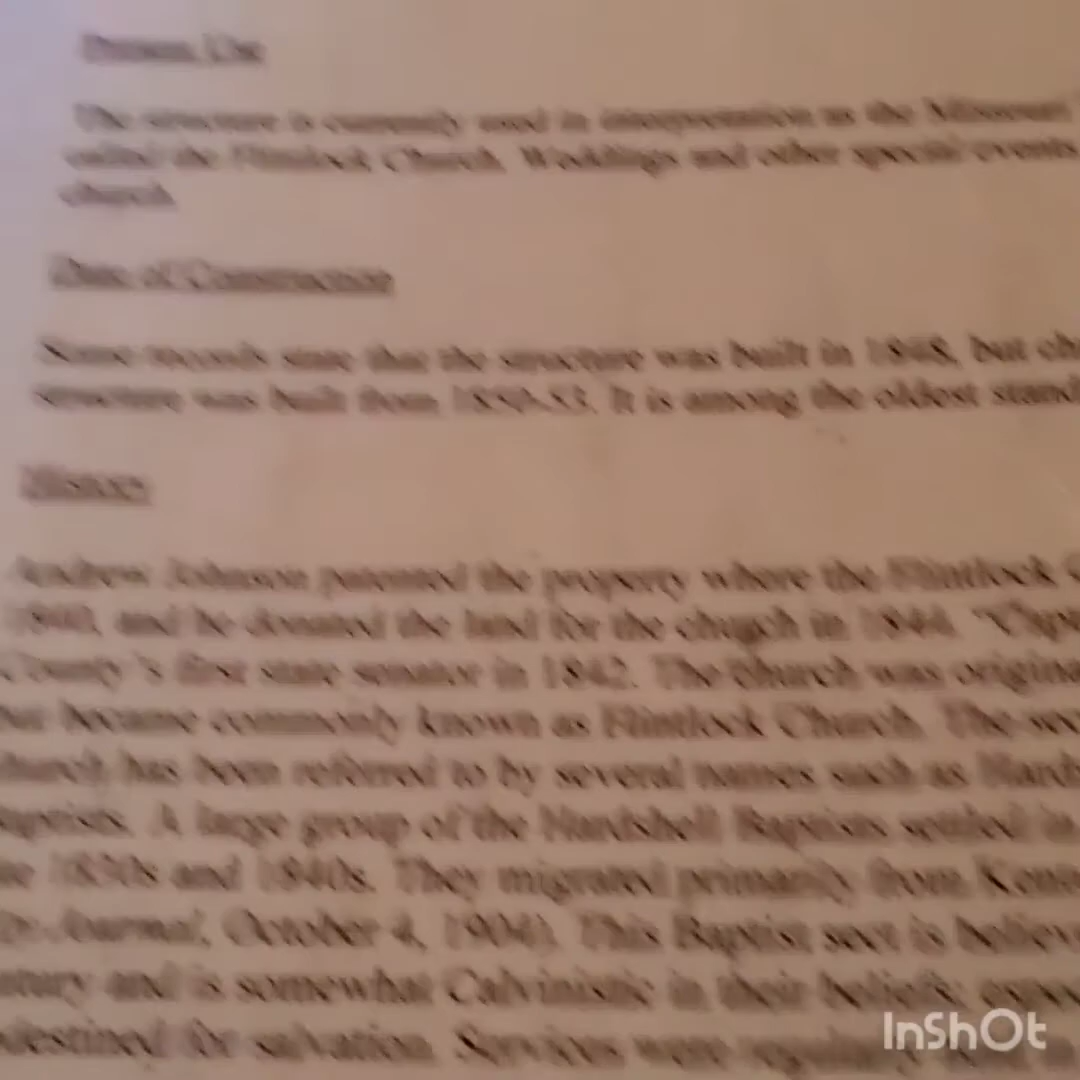 Present Use
The structure is currently used in interpretation as the Missouri
called the Flintlock Church. Weddings and other special events
church.
Date of Construction
Some records state that the structure was built in 1848, but
structure was built from 1850-53. It is among the oldest
History
Andrew Johnson patented the property where the Flintlock
1840, and he donated the land for the church in 1844.
County's first state senator in 1842. The church was
became commonly known as Flintlock Church. The
has been referred to by several names such as
A large group of the Hardshell Baptists settled in
1830s and 1840s. They migrated primarily from
Journal, October 4, 1904). This Baptist sect is
and is somewhat Calvinistic in their beliefs;
for salvation. Services were
InShOt